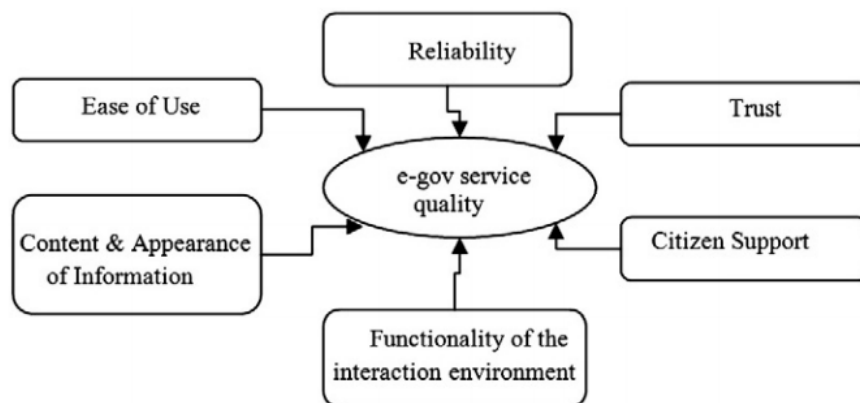 Reliability
Ease of Use
Trust
e-gov service
quality
Content & Appearance
of Information
Citizen Support
Functionality of the
interaction environment